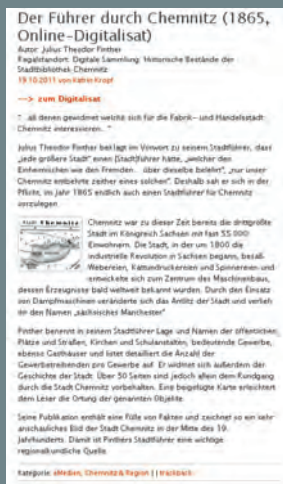 Der Führer durch Chemnitz (1865,
Online-Digitalisat)
Autor: Julius Theodor Pinther
Regalstandort: Digitale Sammlung: Historische Bestände der
Stadtbibliothek Chemnitz
19.10.2011 von Katrin Kropf
---> zum Digitalisat
"...all denen gewidmet welche sich für die Fabrik- und Handelsstadt
Chemnitz interessieren..."
Julius Theodor Pinther beklagt im Vorwort zu seinem Stadtführer, dass
„jede größere Stadt“ einen [Stadt]führer hätte, „welcher den
Einheimischen wie den Fremden... über dieselbe belehrt“, „nur unser
Chemnitz entbehrte zeither eines solchen“. Deshalb sah er sich in der
Pflicht, im Jahr 1865 endlich auch einen Stadtführer für Chemnitz
vorzulegen.
Chemnitz
Chemnitz war zu dieser Zeit bereits die drittgrößte
Stadt im Königreich Sachsen mit fast 55.000
Einwohnern. Die Stadt, in der um 1800 die
industrielle Revolution in Sachsen begann, besaß
Webereien, Kattundruckereien und Spinnereien und
entwickelte sich zum Zentrum des Maschinenbaus,
dessen Erzeugnisse bald weltweit bekannt wurden. Durch den Einsatz
von Dampfmaschinen veränderte sich das Antlitz der Stadt und verlieh
ihr den Namen „sächsisches Manchester“.
Pinther benennt in seinem Stadtführer Lage und Namen der öffentlichen
Plätze und Straßen, Kirchen und Schulanstalten, bedeutende Gewerbe,
ebenso Gasthäuser und listet detailliert die Anzahl der
Gewerbetreibenden pro Gewerbe auf. Er widmet sich außerdem der
Geschichte der Stadt. Über 50 Seiten sind jedoch allein dem Rundgang
durch die Stadt Chemnitz vorbehalten. Eine beigefügte Karte erleichtert
dem Leser die Ortung der genannten Objekte.
Seine Publikation enthält eine Fülle von Fakten und zeichnet so ein sehr
anschauliches Bild der Stadt Chemnitz in der Mitte des 19.
Jahrhunderts. Damit ist Pinthers Stadtführer eine wichtige
regionalkundliche Quelle.
Kategorie: eMedien, Chemnitz & Region | | trackback